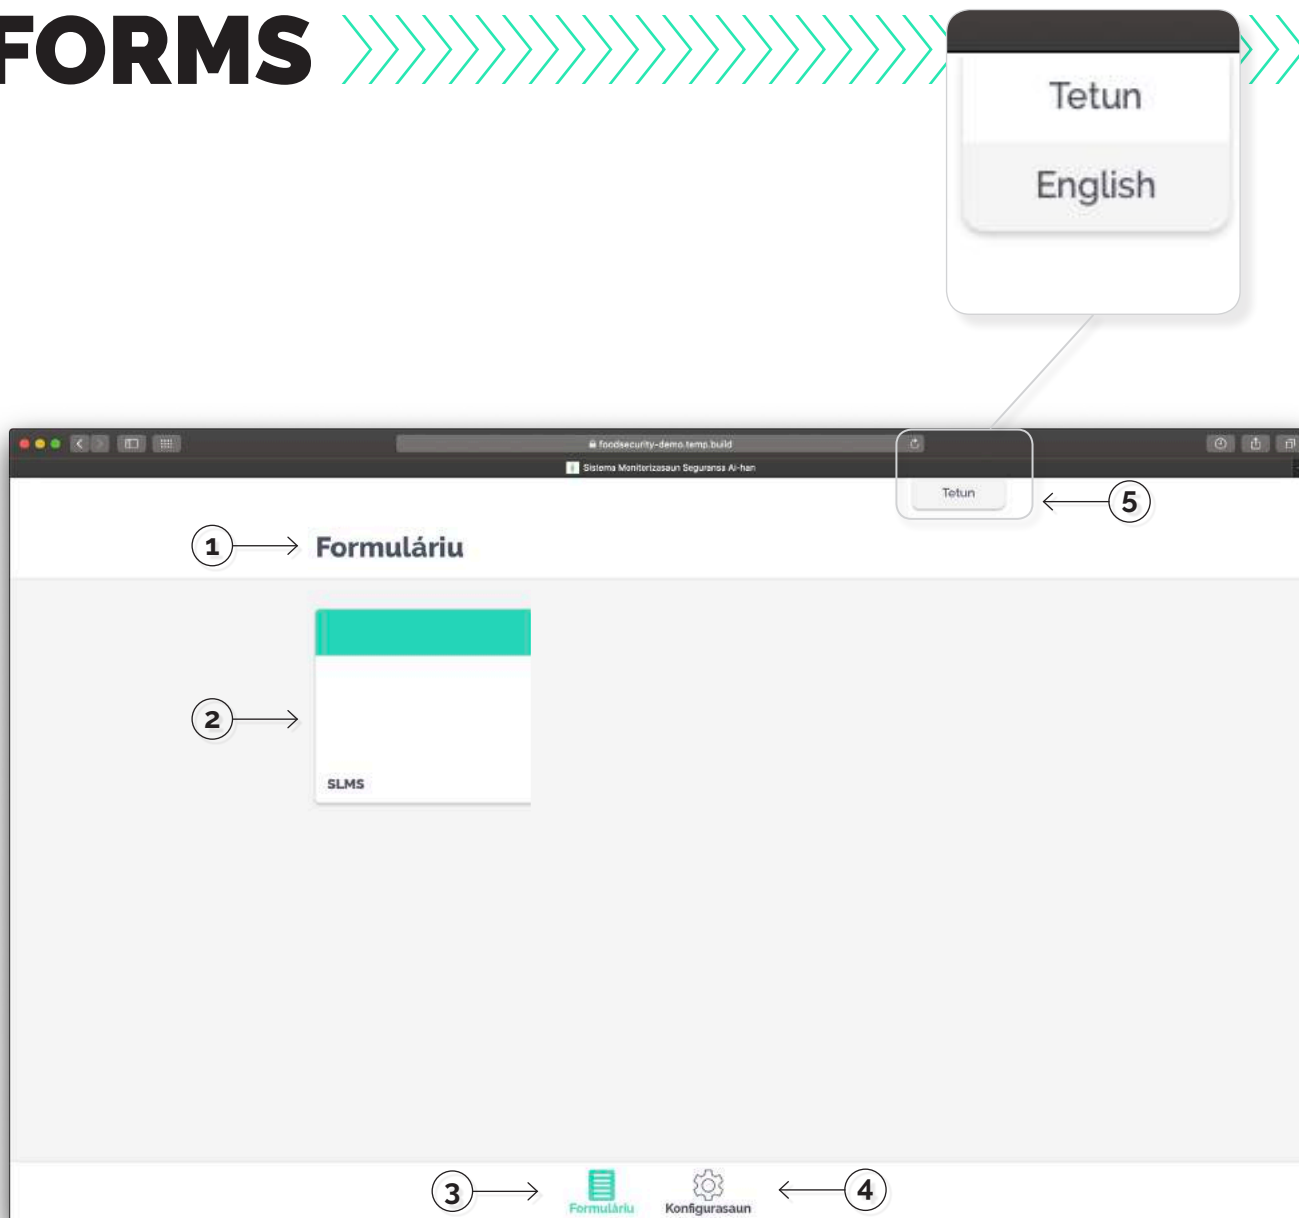 FORMS
Tetun
English
foodsecurity-demo.temp.build
Sistema Monitorizasaun Seguransa Ai-han
Tetun
5
1
Formuláriu
2
SLMS
3
Formuláriu
Konfigurasaun
4